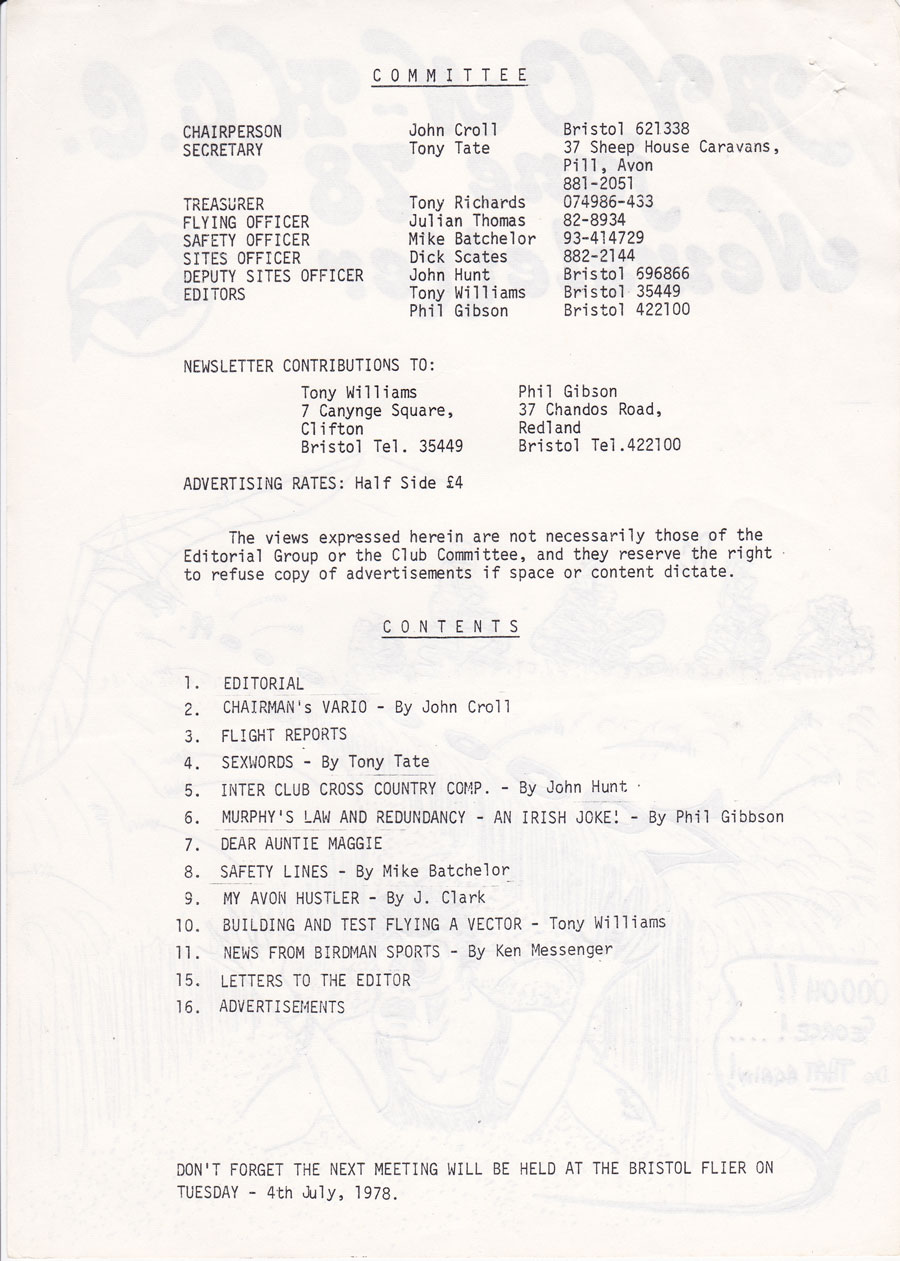 COMMITTEE
CHAIRPERSON John Croll Bristol 621338
SECRETARY Tony Tate 37 Sheep House Caravans,
Pill, Avon
881-2051
TREASURER Tony Richards 074986-433
FLYING OFFICER Julian Thomas 82-8934
SAFETY OFFICER Mike Batchelor 93-414729
SITES OFFICER Dick Scates 882-2144
DEPUTY SITES OFFICER John Hunt Bristol 696866
EDITORS Tony Williams Bristol 35449
Phil Gibson Bristol 422100
NEWSLETTER CONTRIBUTIONS TO:
Tony Williams Phil Gibson
7 Canynge Square, 37 Chandos Road,
Clifton Redland
Bristol Tel. 35449 Bristol Tel.422100
ADVERTISING RATES: Half Side £4
The views expressed herein are not necessarily those of the
Editorial Group or the Club Committee, and they reserve the right
to refuse copy of advertisements if space or content dictate.
CONTENTS
1. EDITORIAL
2. CHAIRMAN's VARIO - By John Croll
3. FLIGHT REPORTS
4. SEXWORDS - By Tony Tate
5. INTER CLUB CROSS COUNTRY COMP. - By John Hunt
6. MURPHY'S LAW AND REDUNDANCY - AN IRISH JOKE! - By Phil Gibbson
7. DEAR AUNTIE MAGGIE
8. SAFETY LINES - By Mike Batchelor
9. MY AVON HUSTLER - By J. Clark
10. BUILDING AND TEST FLYING A VECTOR - Tony Williams
11. NEWS FROM BIRDMAN SPORTS - By Ken Messenger
15. LETTERS TO THE EDITOR
16. ADVERTISEMENTS
OOOOH!!
GEORGE!....
DO THAT AGAIN!
DON'T FORGET THE NEXT MEETING WILL BE HELD AT THE BRISTOL FLIER ON
TUESDAY - 4th July, 1978.